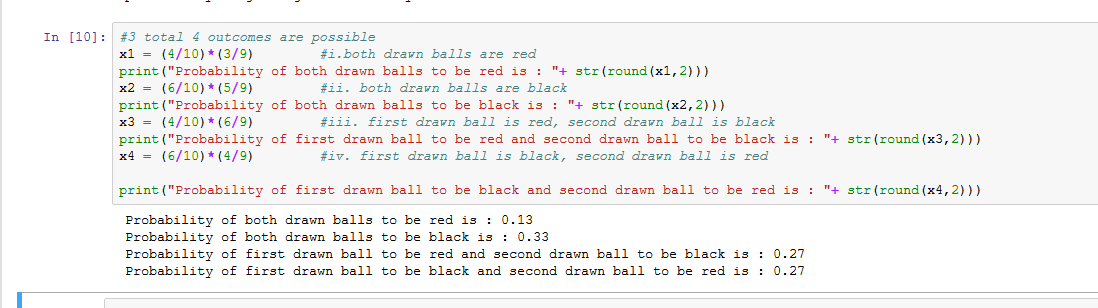 In [10]: #3 total 4 outcomes are possible
x1 = (4/10)*(3/9) #i.both drawn balls are red
print("Probability of both drawn balls to be red is : "+ str(round(x1,2)))
x2 = (6/10)*(5/9) #ii. both drawn balls are black
print("Probability of both drawn balls to be black is : "+ str(round(x2,2)))
x3 = (4/10)*(6/9) #iii. first drawn ball is red, second drawn ball is black
print("Probability of first drawn ball to be red and second drawn ball to be black is : "+ str(round(x3,2)))
x4 = (6/10)*(4/9) #iv. first drawn ball is black, second drawn ball is red
print("Probability of first drawn ball to be black and second drawn ball to be red is : "+ str(round(x4,2)))
Probability of both drawn balls to be red is : 0.13
Probability of both drawn balls to be black is : 0.33
Probability of first drawn ball to be red and second drawn ball to be black is : 0.27
Probability of first drawn ball to be black and second drawn ball to be red is : 0.27